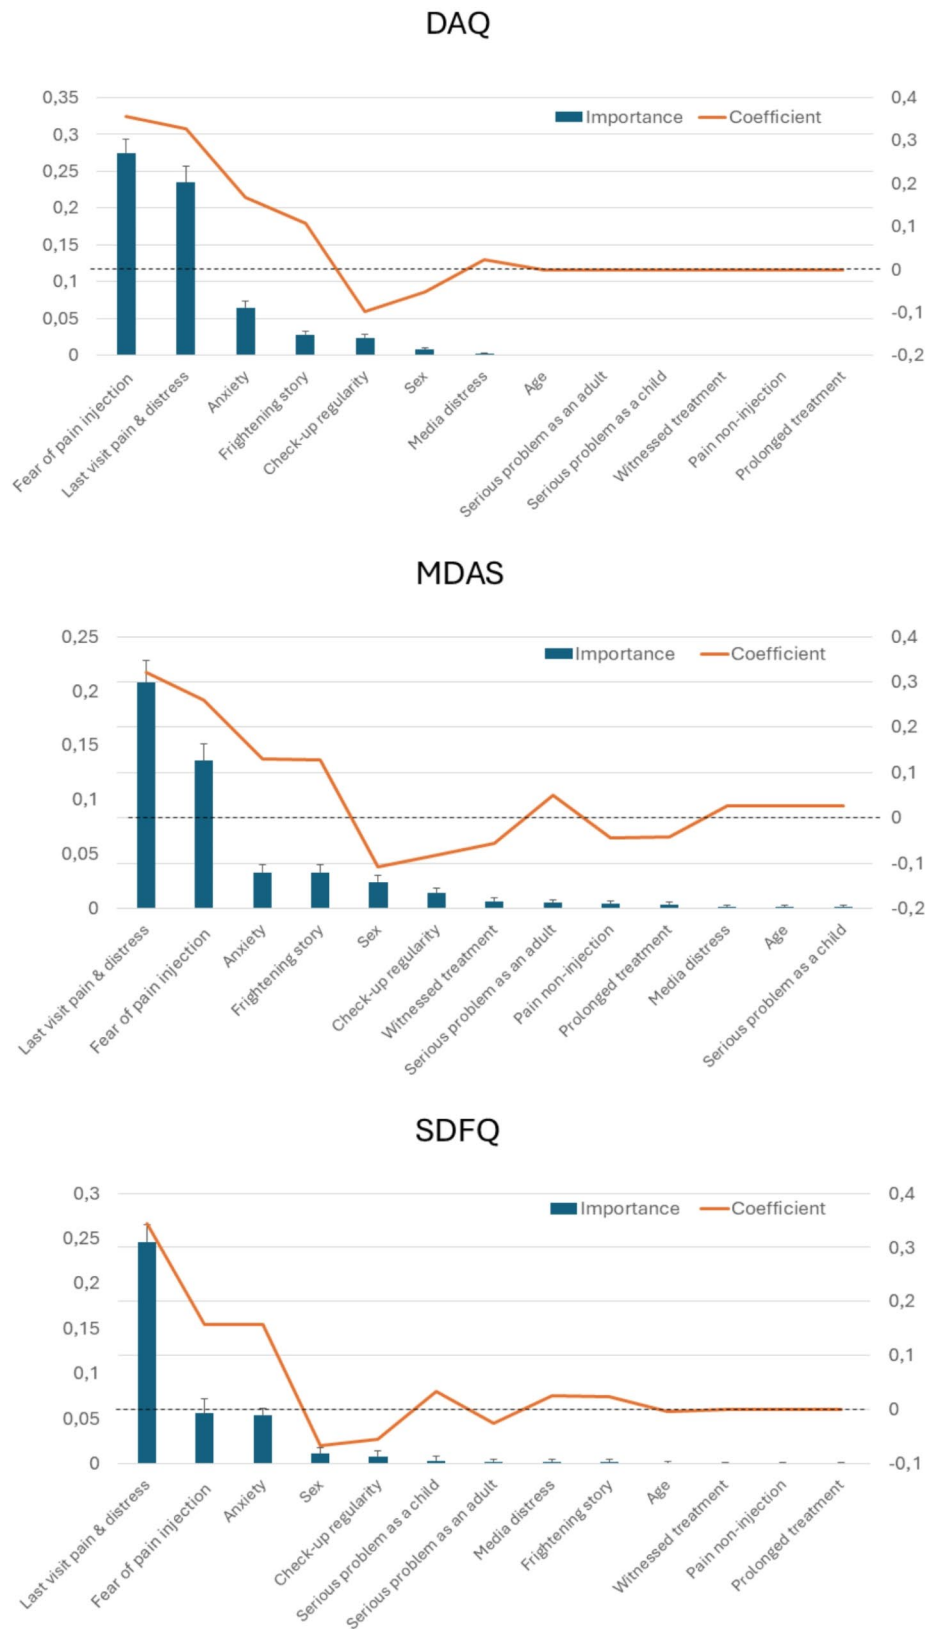 DAQ
Importance Coefficient
0,35 0,4
0,3 0,3
0,25
0,2 0,2
0,15 0,1
0,1 0
0,05 -0,1
0 -0,2
Fear of pain injection
Last visit pain & distress
Anxiety
Frightening story
Check-up regularity
Sex
Media distress
Age
Serious problem as an adult
Serious problem as a child
Witnessed treatment
Pain non-injection
Prolonged treatment
MDAS
Importance Coefficient
0,25 0,4
0,2 0,3
0,2
0,15 0,1
0,1 0
0,05 -0,1
0 -0,2
Last visit pain & distress
Fear of pain injection
Anxiety
Frightening story
Sex
Check-up regularity
Witnessed treatment
Serious problem as an adult
Pain non-injection
Prolonged treatment
Media distress
Age
Serious problem as a child
SDFQ
Importance Coefficient
0,3 0,4
0,25 0,3
0,2 0,2
0,15
0,1 0,1
0,05 0
0 -0,1
Last visit pain & distress
Fear of pain injection
Anxiety
Sex
Check-up regularity
Serious problem as a child
Serious problem as an adult
Media distress
Frightening story
Age
Witnessed treatment
Pain non-injection
Prolonged treatment